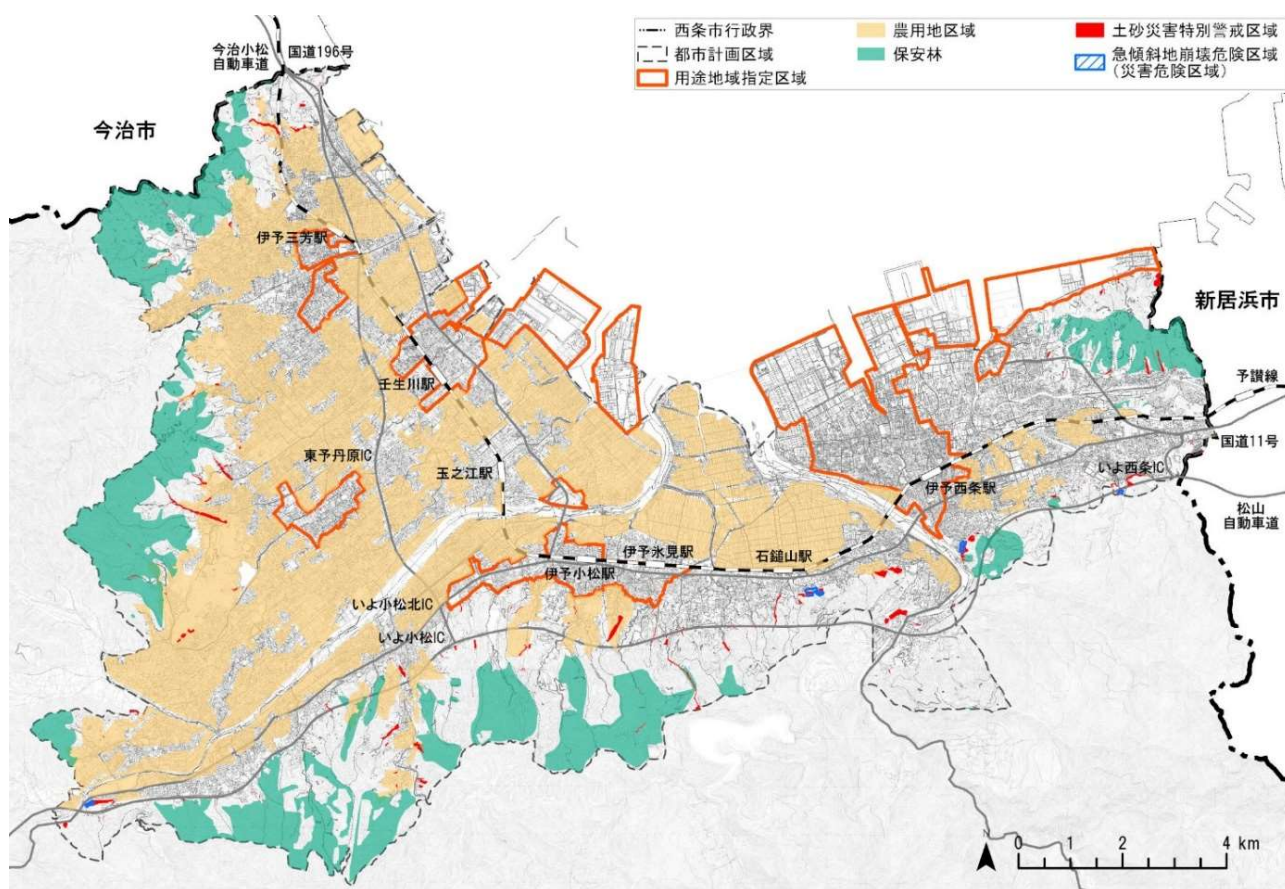 西条市行政界
都市計画区域
用途地域指定区域
農用地区域
保安林
土砂災害特別警戒区域
急傾斜地崩壊危険区域
(災害危険区域)
今治小松
自動車道
国道196号
今治市
伊予三芳駅
新居浜市
壬生川駅
予讃線
国道11号
東予丹原IC
玉之江駅
いよ西条IC
伊予西条駅
松山
自動車道
伊予氷見駅
石鎚山駅
伊予小松駅
いよ小松北IC
いよ小松IC
N
0 1 2 4 km